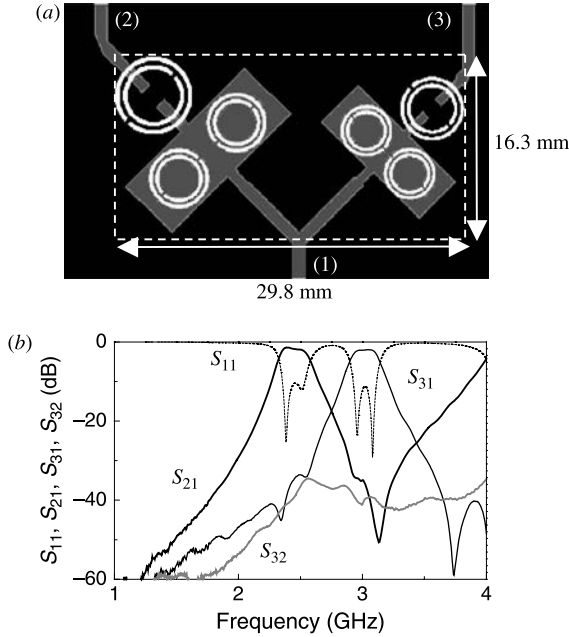 (a)
(2)
(3)
16.3 mm
(1)
29.8 mm
(b)
S11, S21, S31, S32 (dB)
0
−20
−40
−60
S11
S31
S21
S32
1
2
3
4
Frequency (GHz)